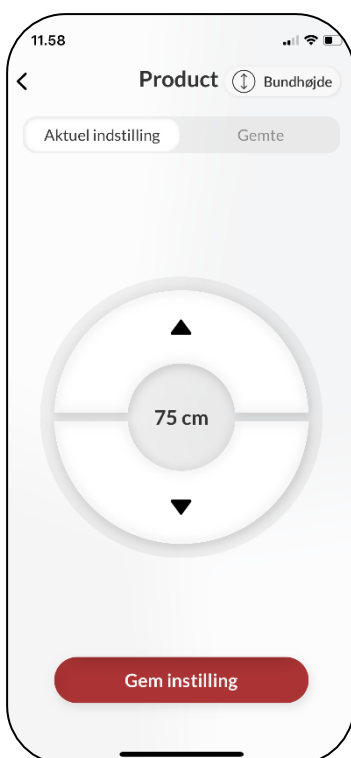 11.58
Product Bundhøjde
Aktuel indstilling Gemte
75 cm
Gem instilling